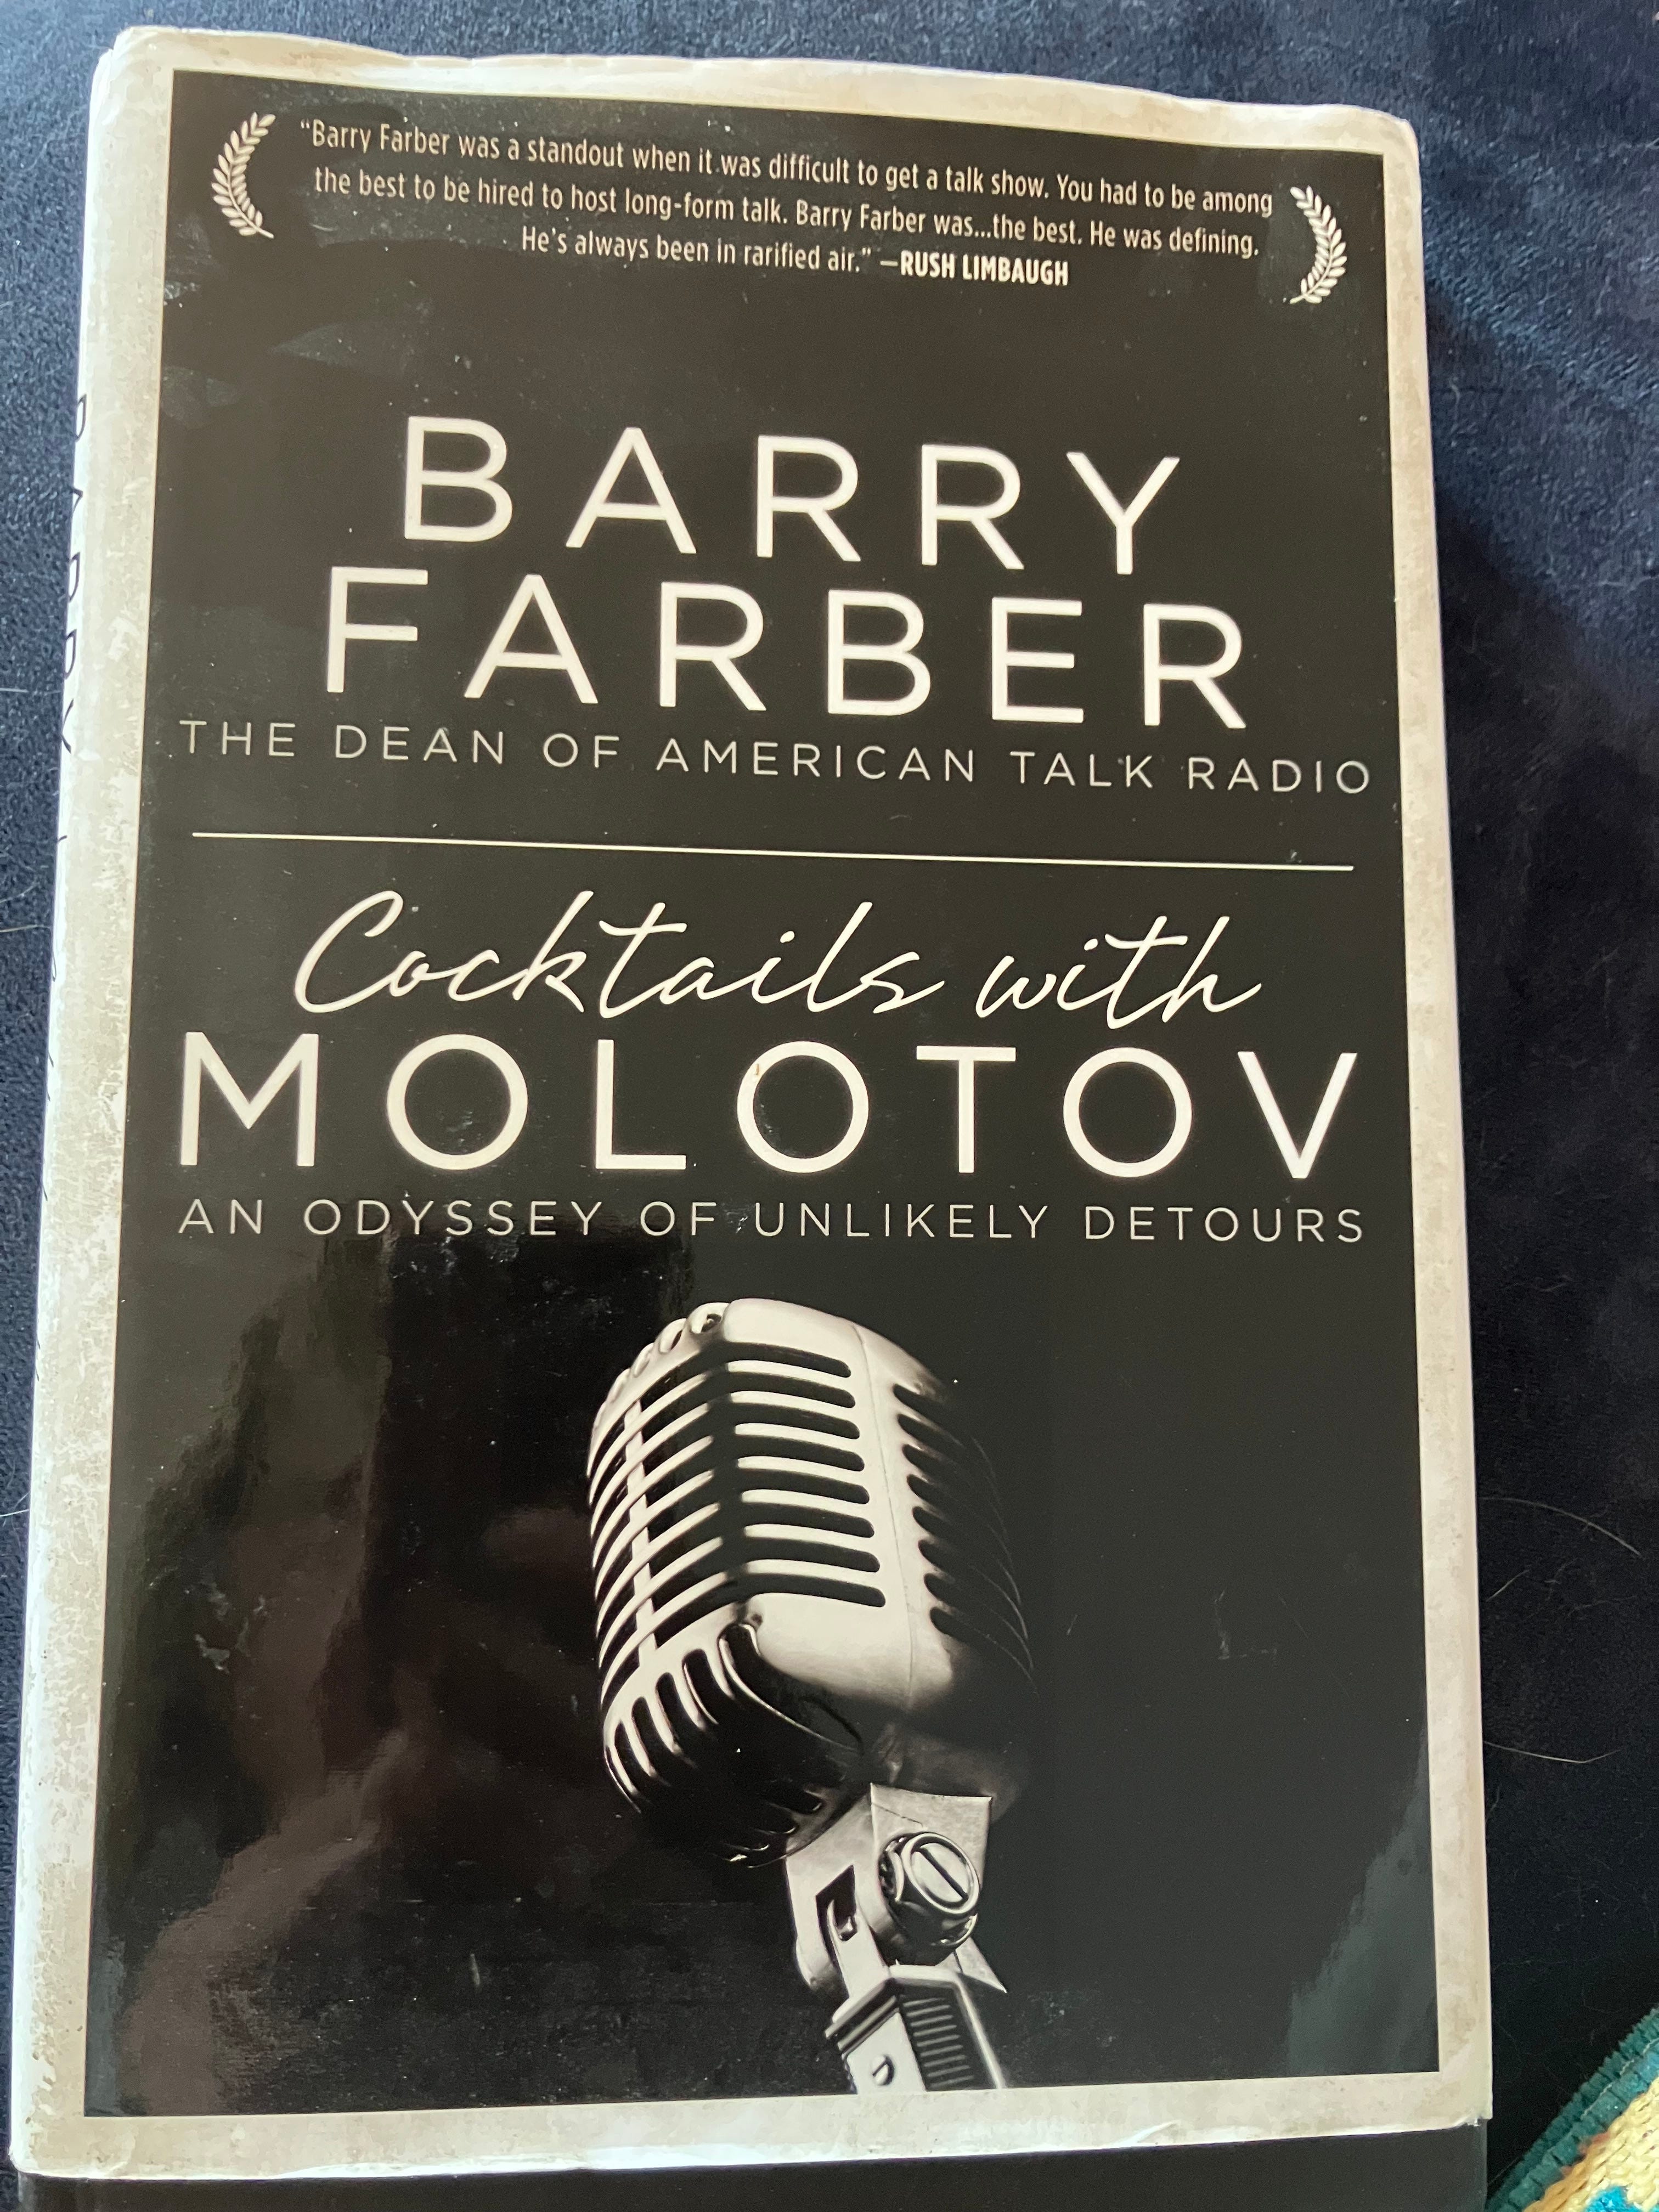 “Barry Farber was a standout when it was difficult to get a talk show. You had to be among
the best to be hired to host long-form talk. Barry Farber was...the best. He was defining.
He's always been in rarified air.” —RUSH LIMBAUGH
BARRY
FARBER
THE DEAN OF AMERICAN TALK RADIO
Cocktails with
MOLOTOV
AN ODYSSEY OF UNLIKELY DETOURS